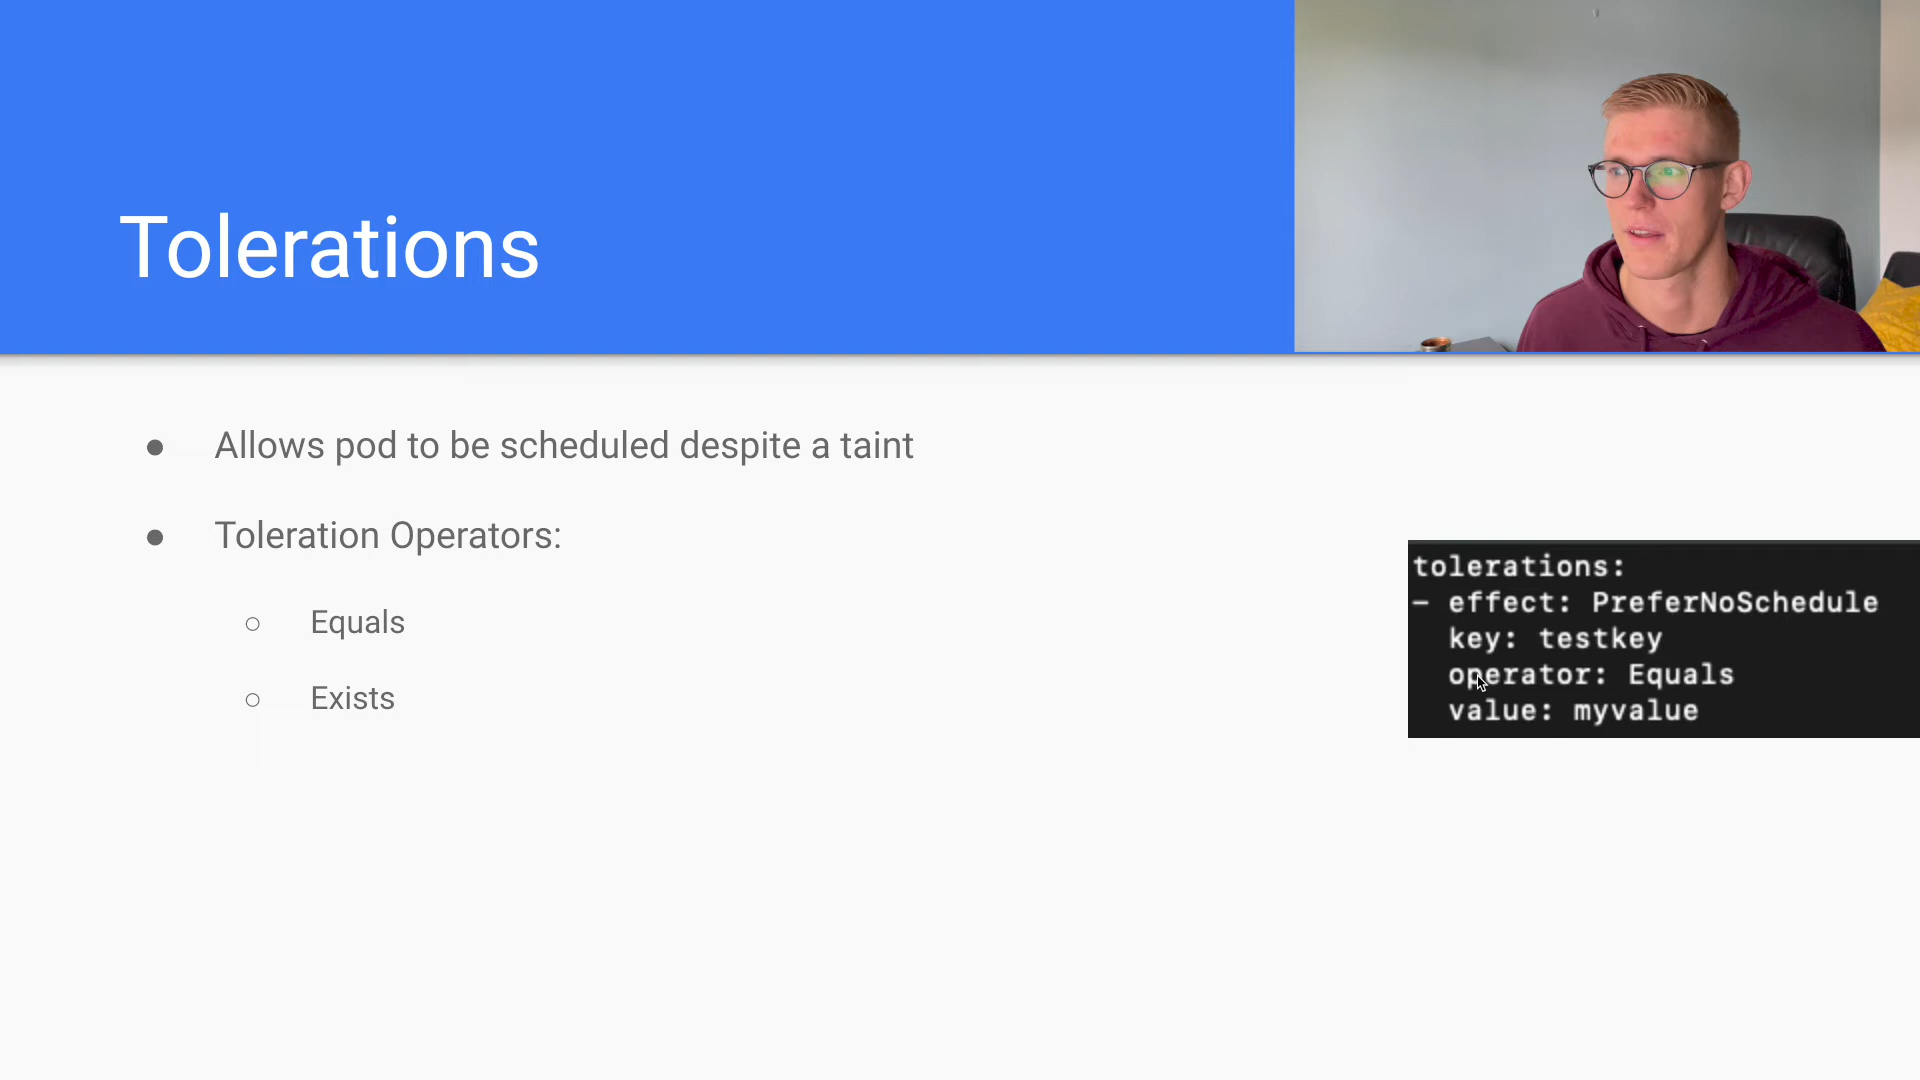 Tolerations
● Allows pod to be scheduled despite a taint
● Toleration Operators:
○ Equals
○ Exists
tolerations:
- effect: PreferNoSchedule
  key: testkey
  operator: Equals
  value: myvalue